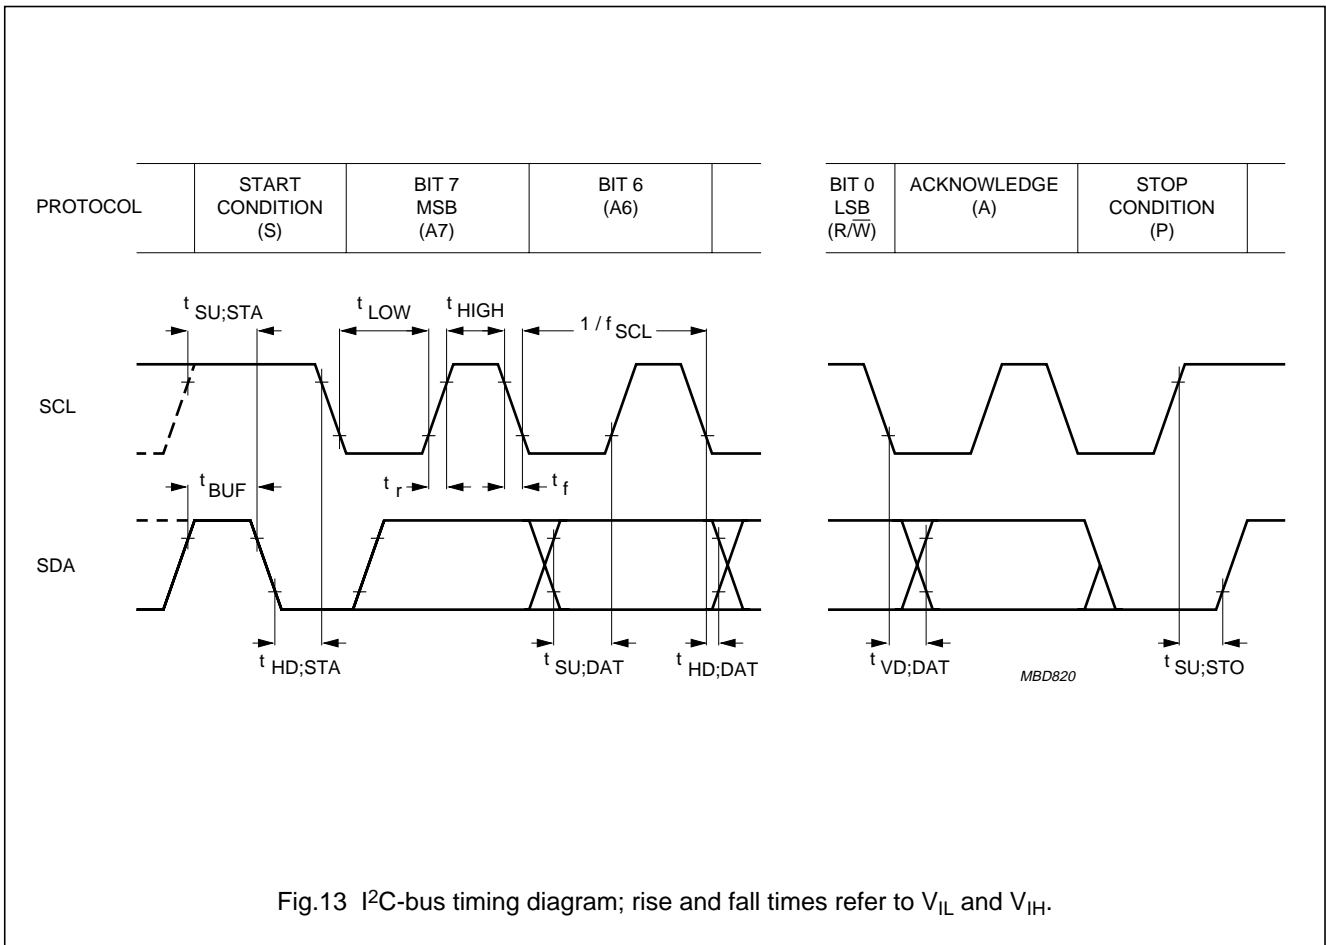 PROTOCOL
START
CONDITION
(S)
BIT 7
MSB
(A7)
BIT 6
(A6)
BIT 0
LSB
(R/W̅)
ACKNOWLEDGE
(A)
STOP
CONDITION
(P)
t SU;STA
t LOW
t HIGH
1 / f SCL
SCL
t BUF
t r
t f
SDA
t HD;STA
t SU;DAT
t HD;DAT
t VD;DAT
MBD820
t SU;STO
Fig.13 I²C-bus timing diagram; rise and fall times refer to VIL and VIH.